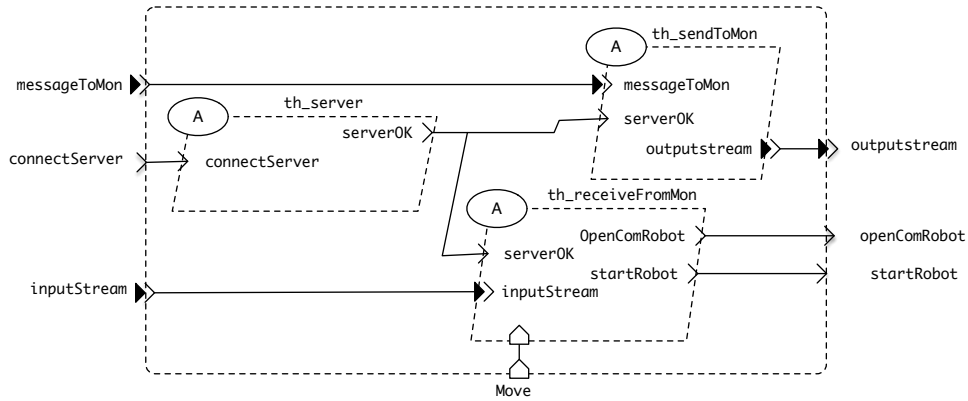 th_sendToMon
A
messageToMon
messageToMon
th_server
A
serverOK
serverOK
connectServer
connectServer
outputstream
outputstream
th_receiveFromMon
A
OpenComRobot
openComRobot
serverOK
startRobot
startRobot
inputStream
inputStream
Move